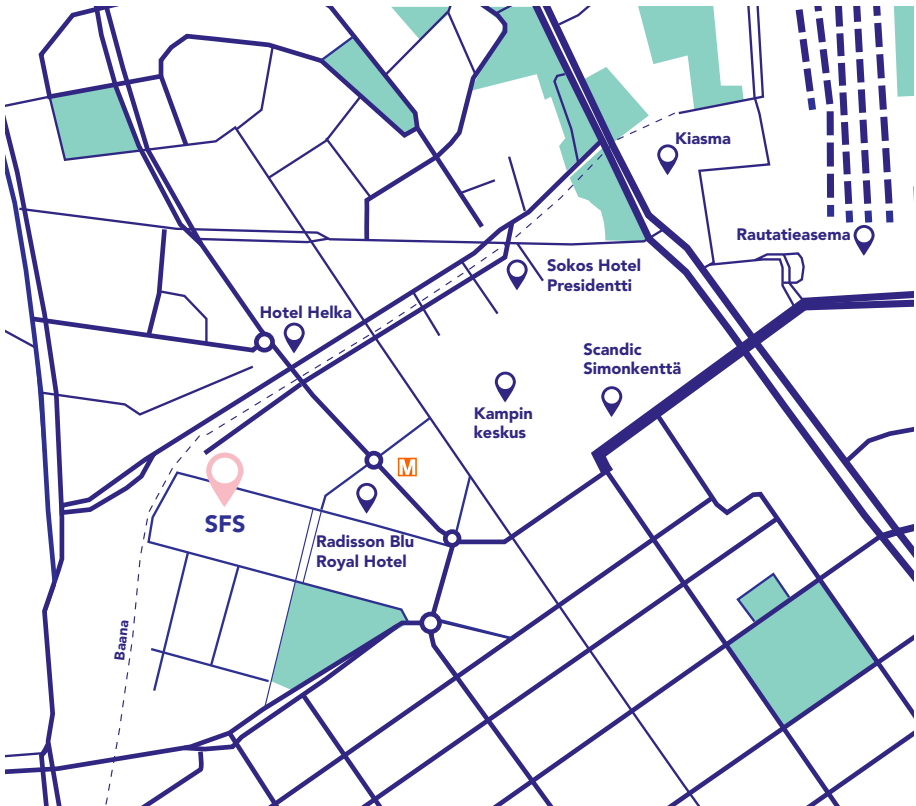 Kiasma
Rautatieasema
Sokos Hotel
Presidentti
Hotel Helka
Scandic
Simonkenttä
Kampin
keskus
M
SFS
Radisson Blu
Royal Hotel
Baana